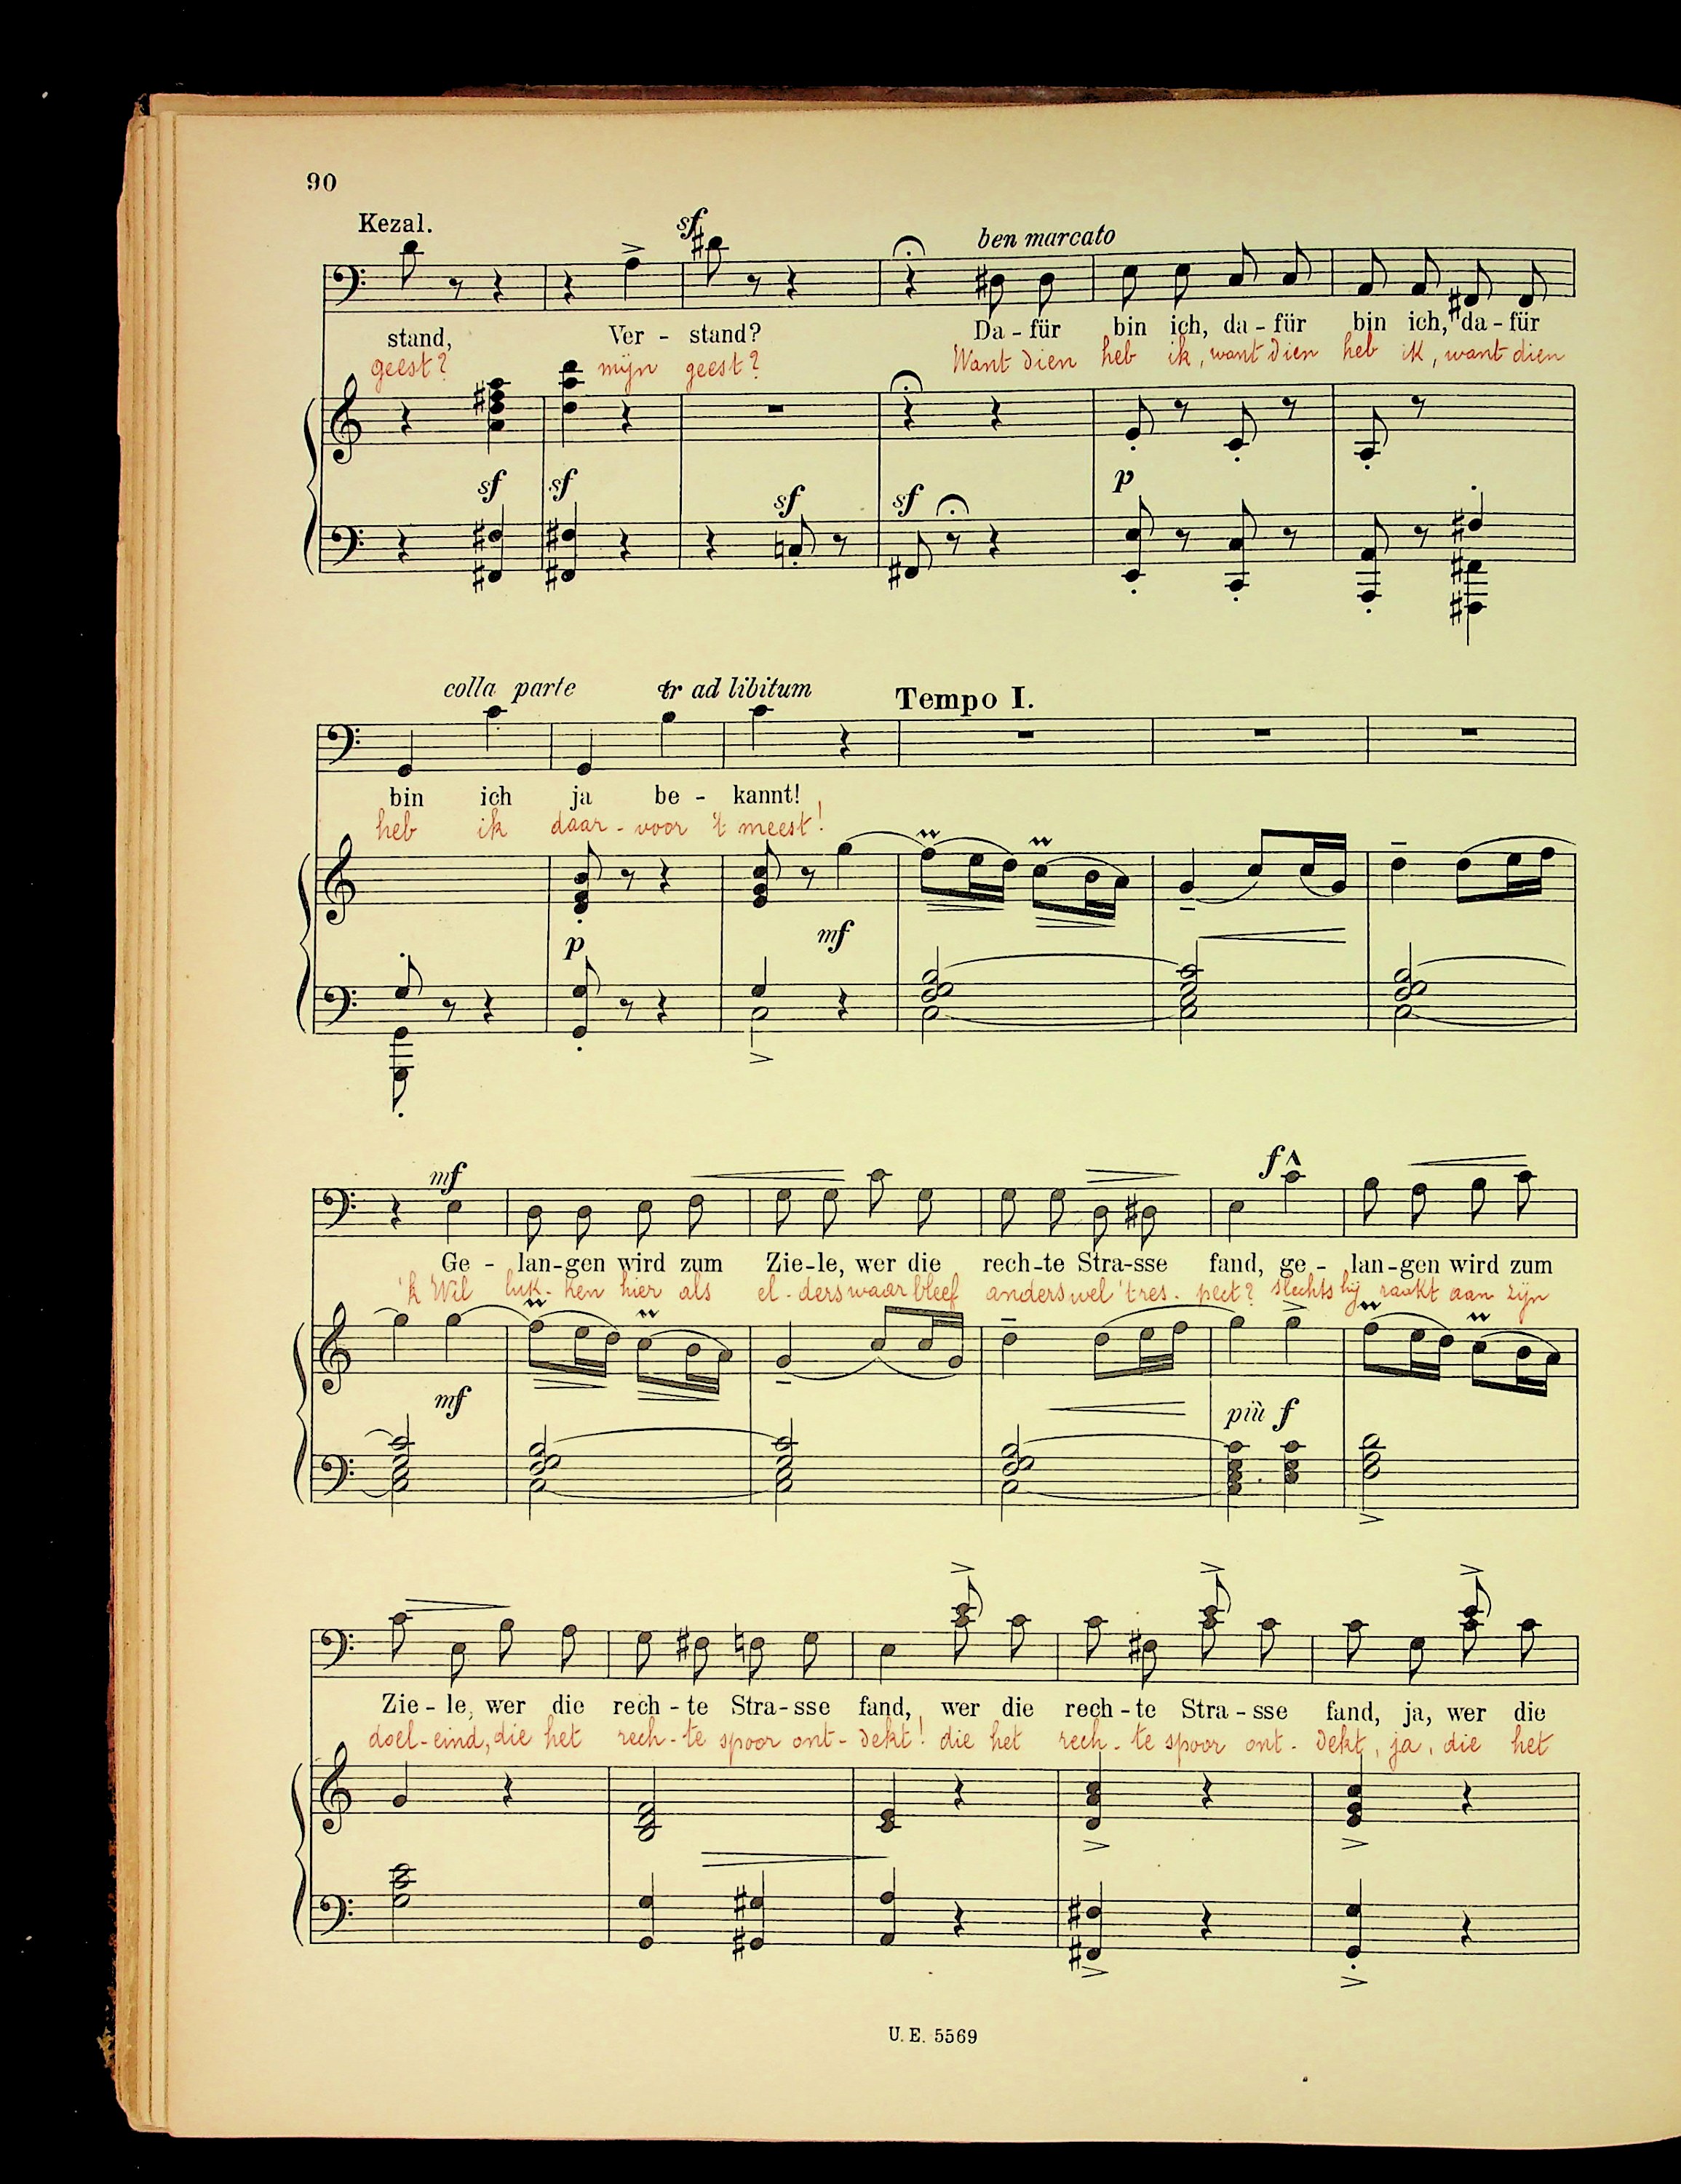 90
Kezal.
sf
ben marcato
stand, Ver - stand? Da - für bin ich, da - für bin ich, da - für
geest? mijn geest? Want dien heb ik, want dien heb ik, want dien
sf sf sf sf p
colla parte tr ad libitum Tempo I.
bin ich ja be - kannt!
heb ik daar - voor 't meest!
p mf
mf f
Ge - lan - gen wird zum Zie - le, wer die rech - te Stra - sse fand, ge - lan - gen wird zum
'k Wil luk - ken hier als el - ders waar bleef anders wel 't res - pect? slechts hij raakt aan zijn
mf più f
Zie - le, wer die rech - te Stra - sse fand, wer die rech - te Stra - sse fand, ja, wer die
doel - eind, die het rech - te spoor ont - dekt! die het rech - te spoor ont - dekt, ja, die het
U. E. 5569